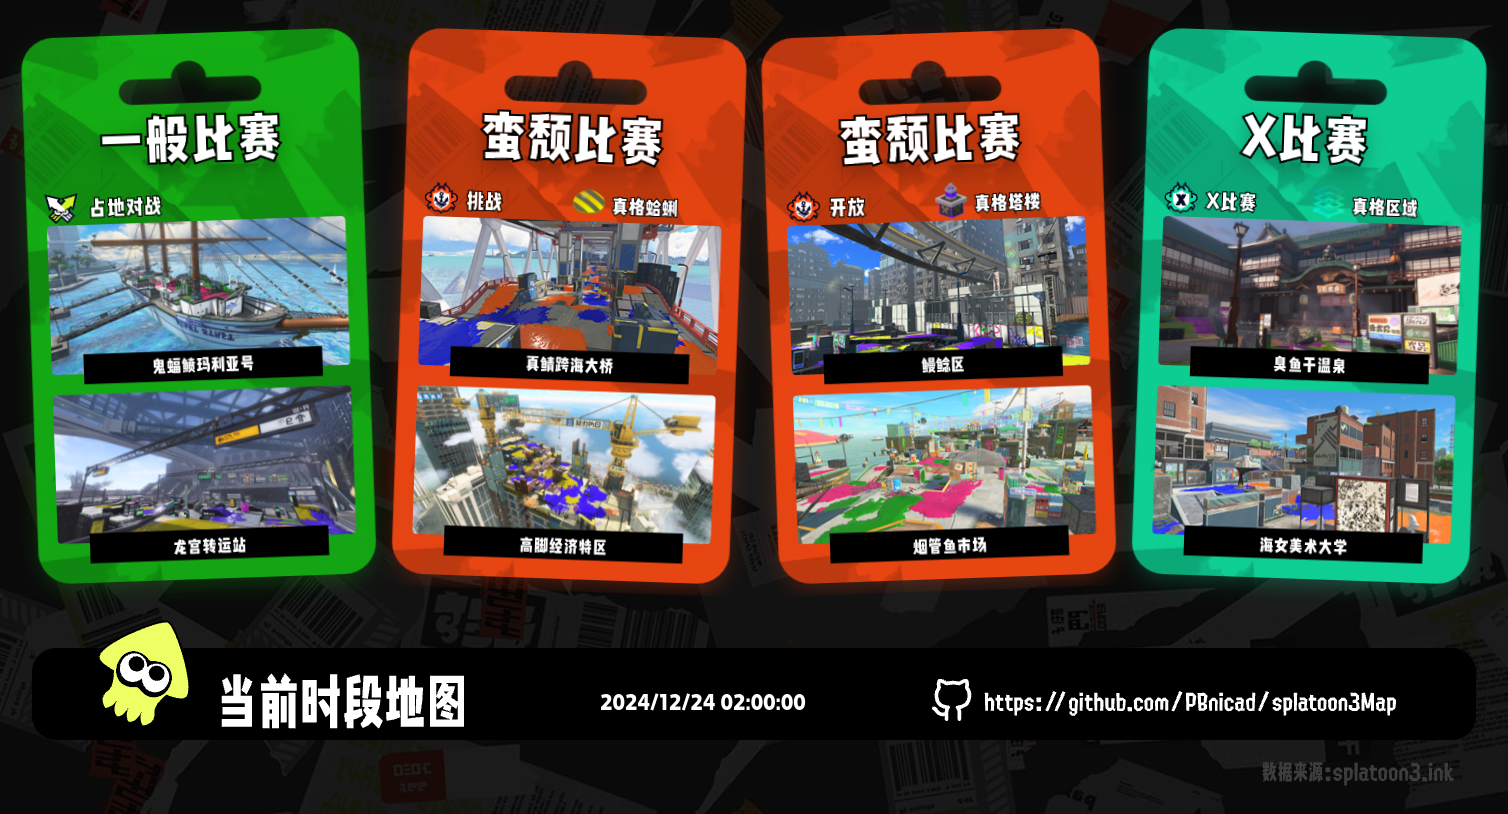 一般比赛
占地对战
鬼蝠鲼玛利亚号
龙宫转运站
蛮颓比赛
挑战
真格蛤蜊
真鲭跨海大桥
高脚经济特区
蛮颓比赛
开放
真格塔楼
鳗鲶区
烟管鱼市场
X比赛
X比赛
真格区域
臭鱼干温泉
海女美术大学
当前时段地图
2024/12/24 02:00:00
https://github.com/PBnicad/splatoon3Map
数据来源:splatoon3.ink